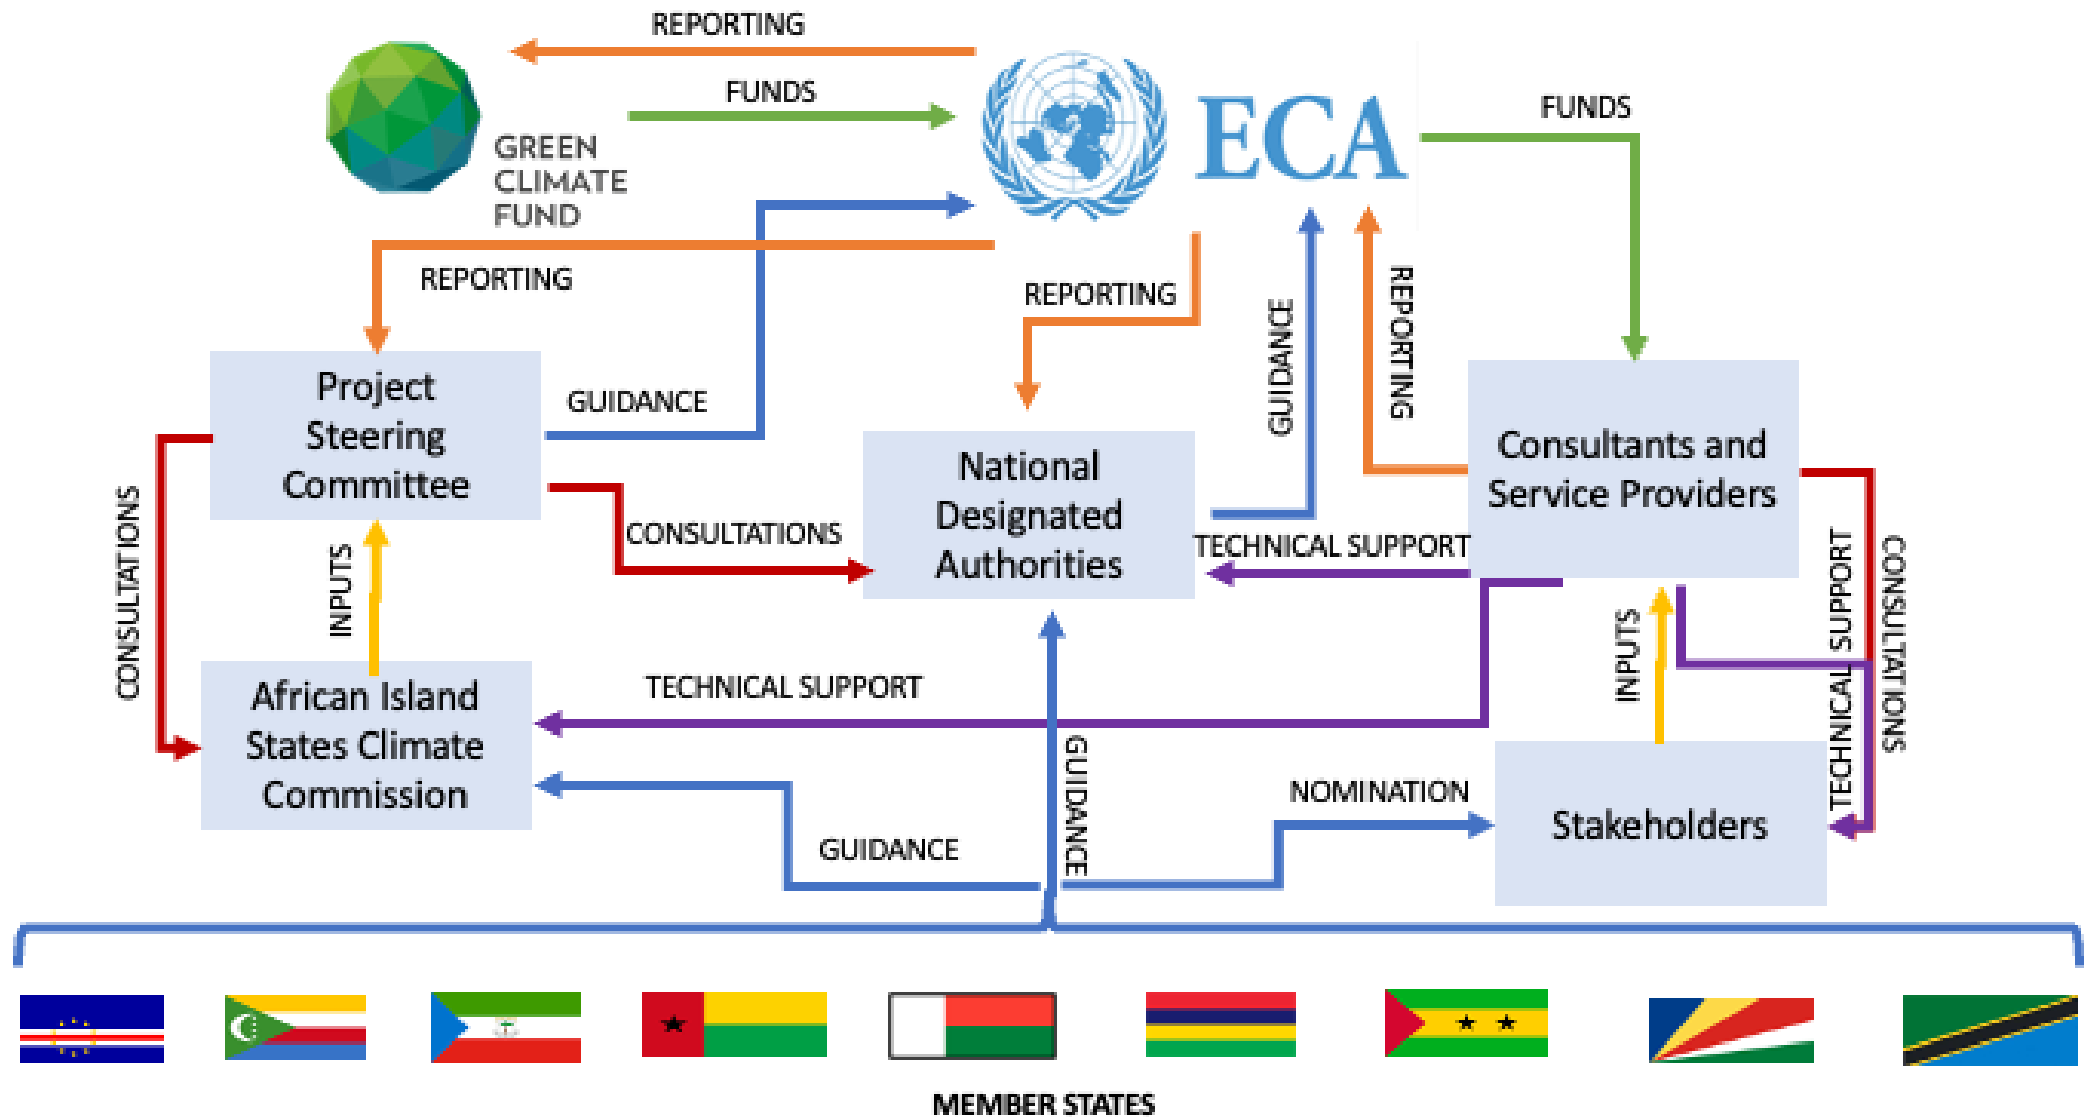 REPORTING
FUNDS
GREEN
CLIMATE
FUND
ECA
FUNDS
REPORTING
REPORTING
GUIDANCE
REPORTING
Project
Steering
Committee
GUIDANCE
CONSULTATIONS
National
Designated
Authorities
Consultants and
Service Providers
TECHNICAL SUPPORT
CONSULTATIONS
INPUTS
TECHNICAL SUPPORT
CONSULTATIONS
INPUTS
African Island
States Climate
Commission
TECHNICAL SUPPORT
GUIDANCE
GUIDANCE
NOMINATION
Stakeholders
MEMBER STATES